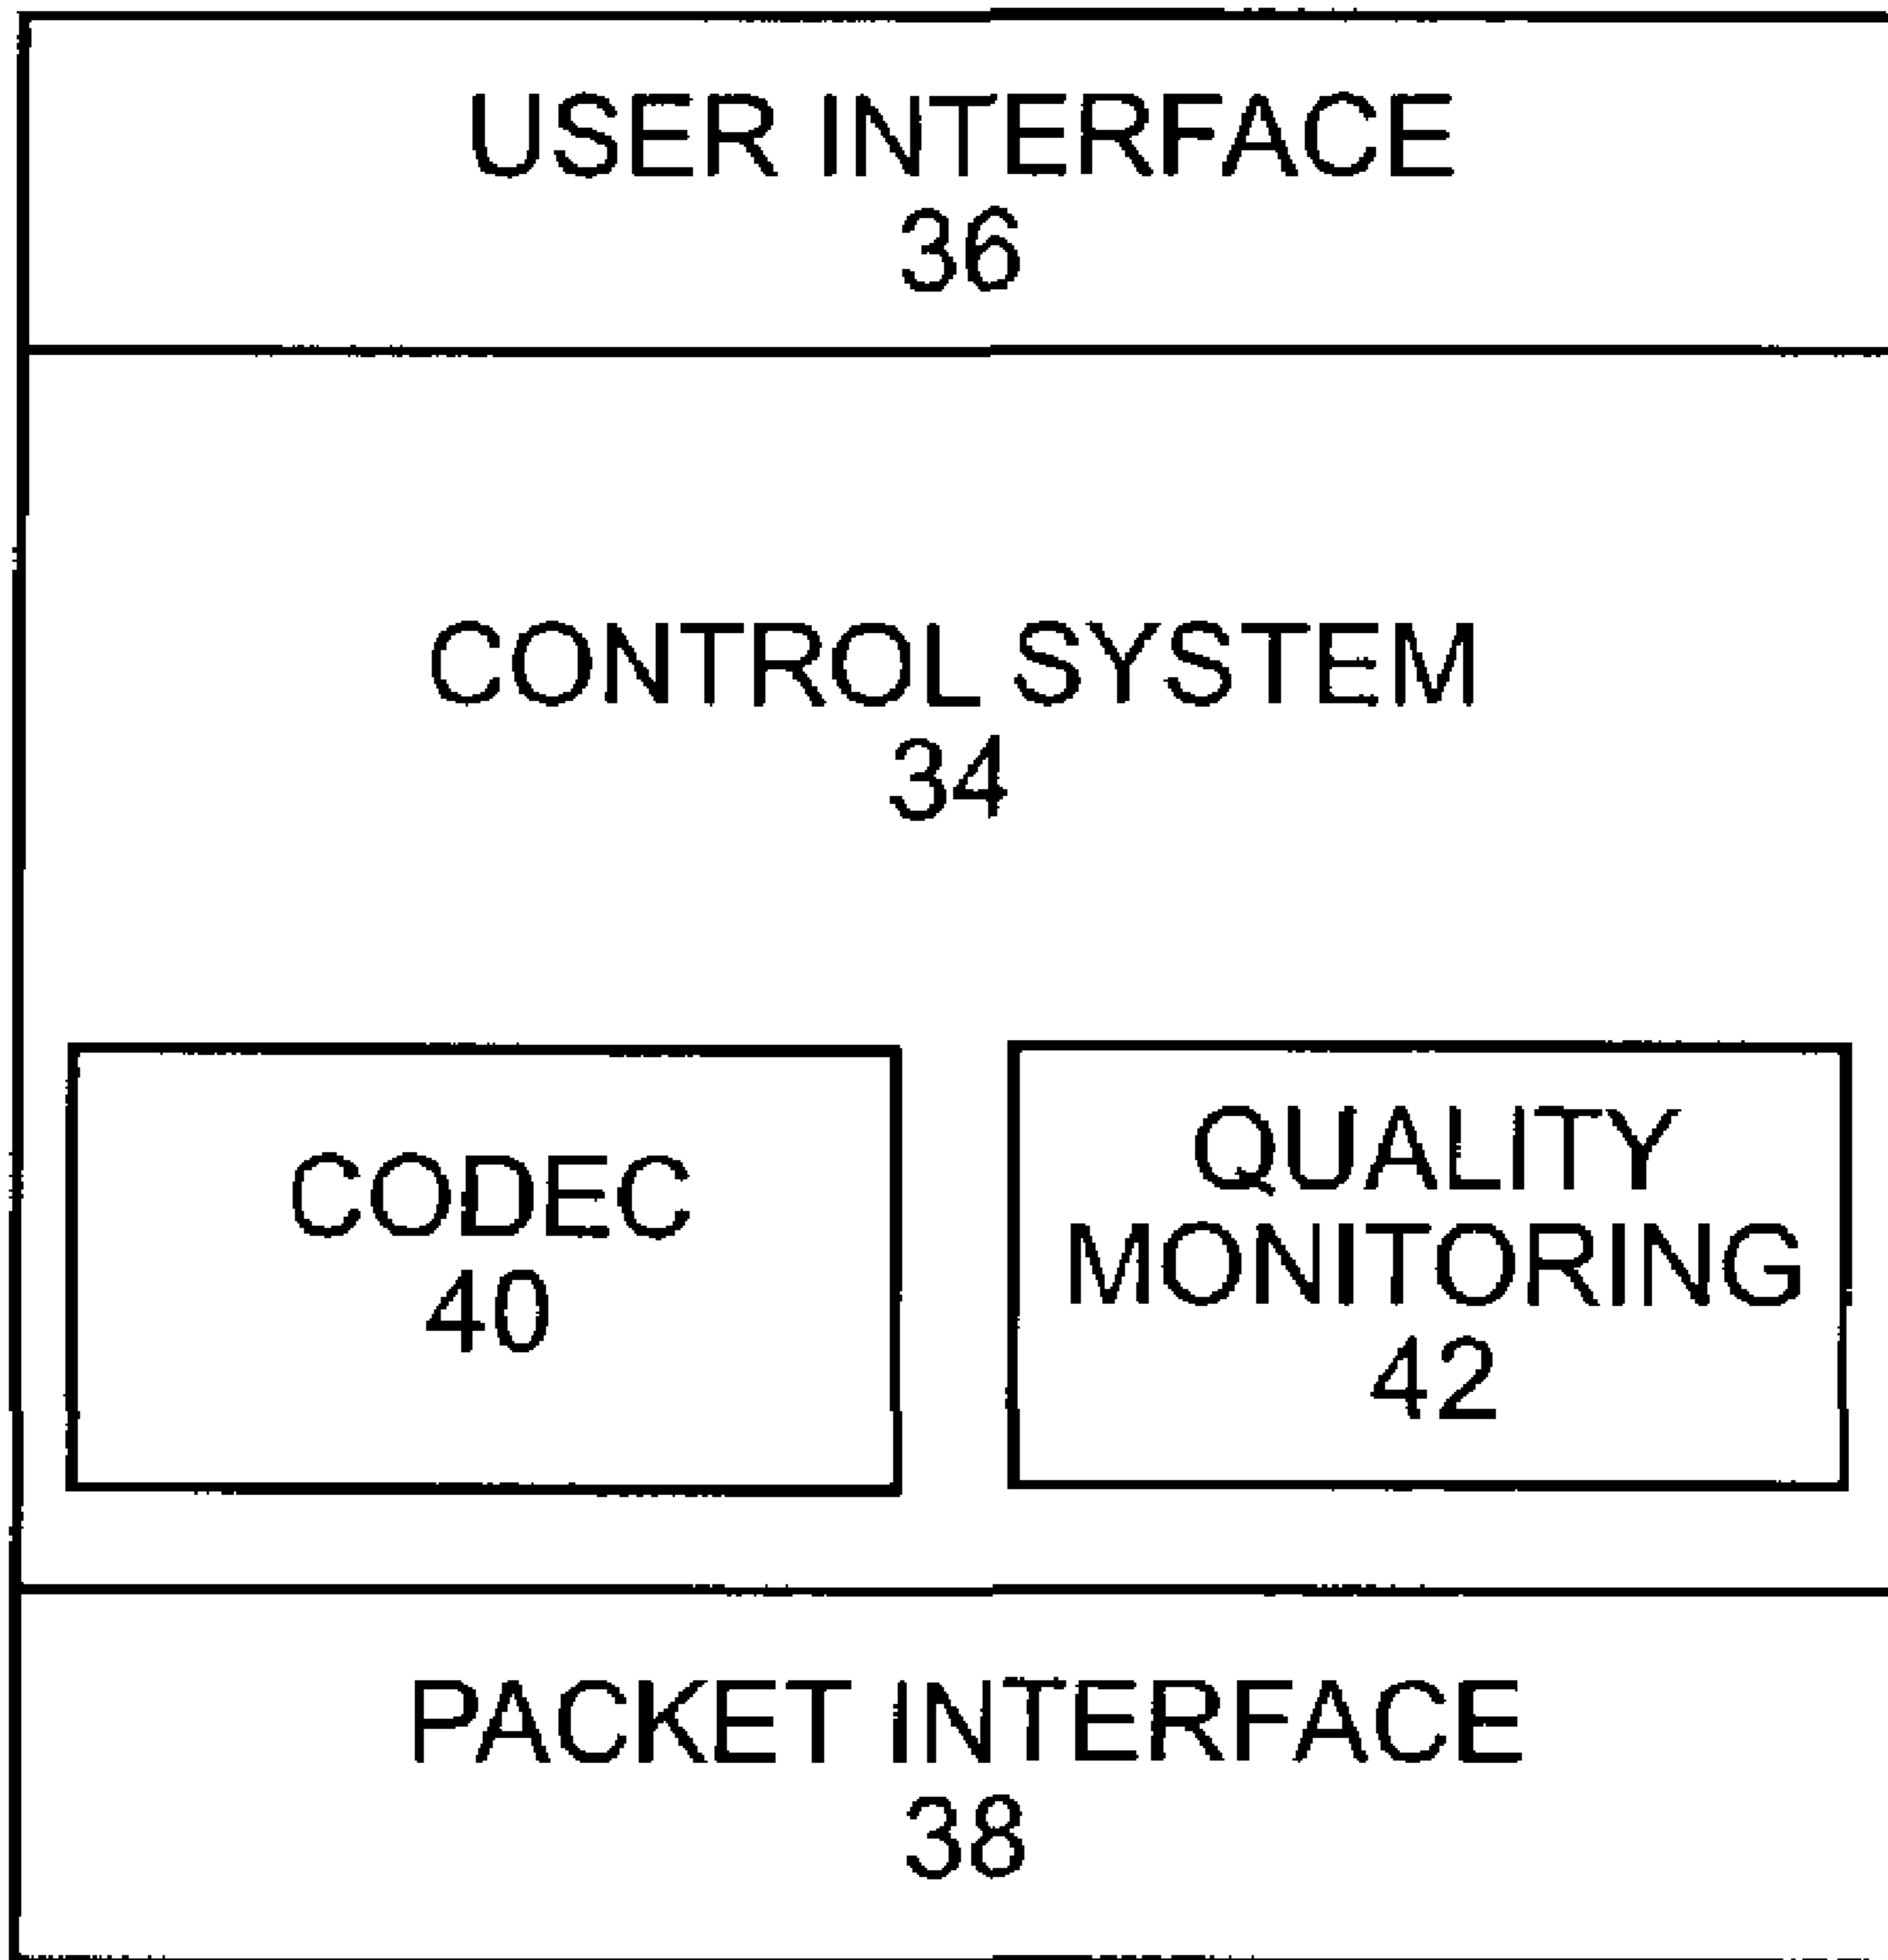 USER INTERFACE
36
CONTROL SYSTEM
34
CODEC
40
QUALITY
MONITORING
42
PACKET INTERFACE
38